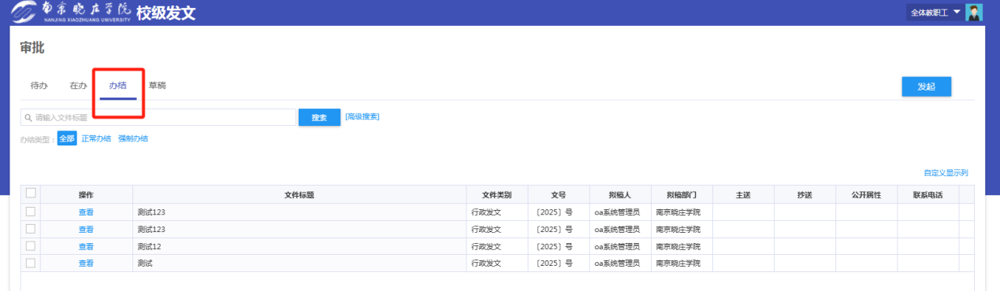 南京晓庄学院 校级发文 全体教职工
NANJING XIAOZHUANG UNIVERSITY
审批
待办 在办 办结 草稿 发起
请输入文件标题 搜索 [高级搜索]
办结类型： 全部 正常办结 强制办结
自定义显示列
操作 文件标题 文件类别 文号 拟稿人 拟稿部门 主送 抄送 公开属性 联系电话
查看 测试123 行政发文 〔2025〕号 oa系统管理员 南京晓庄学院
查看 测试123 行政发文 〔2025〕号 oa系统管理员 南京晓庄学院
查看 测试12 行政发文 〔2025〕号 oa系统管理员 南京晓庄学院
查看 测试 行政发文 〔2025〕号 oa系统管理员 南京晓庄学院